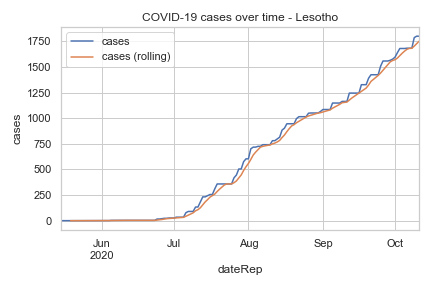 COVID-19 cases over time - Lesotho
cases
cases (rolling)
1750
1500
1250
1000
750
500
250
0
cases
Jun
2020
Jul
Aug
Sep
Oct
dateRep